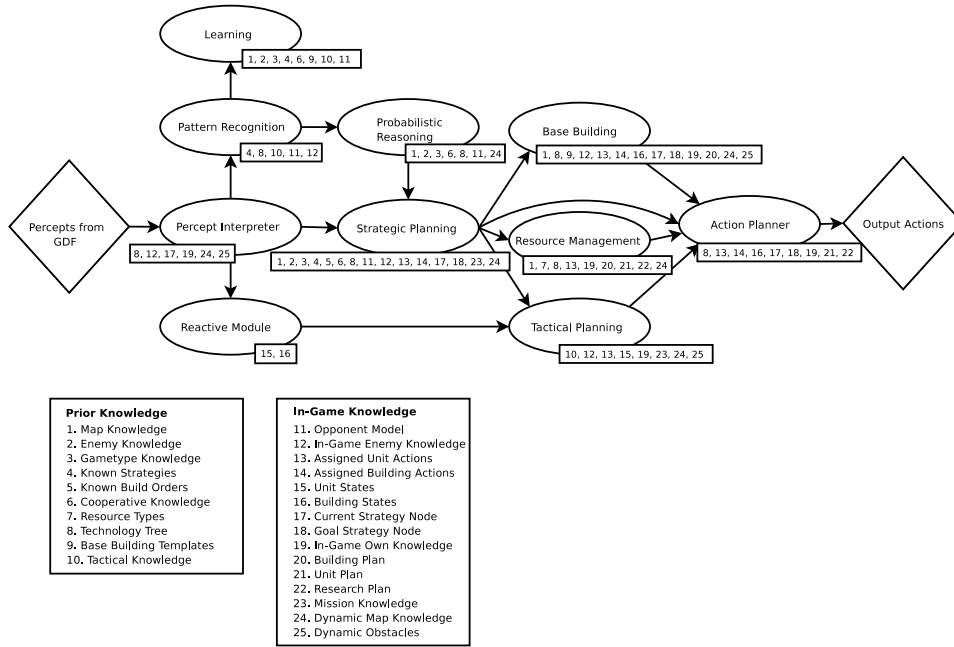 Learning
1, 2, 3, 4, 6, 9, 10, 11
Pattern Recognition
4, 8, 10, 11, 12
Probabilistic
Reasoning
1, 2, 3, 6, 8, 11, 24
Base Building
1, 8, 9, 12, 13, 14, 16, 17, 18, 19, 20, 24, 25
Percepts from
GDF
Percept Interpreter
8, 12, 17, 19, 24, 25
Strategic Planning
1, 2, 3, 4, 5, 6, 8, 11, 12, 13, 14, 17, 18, 23, 24
Resource Management
1, 7, 8, 13, 19, 20, 21, 22, 24
Action Planner
8, 13, 14, 16, 17, 18, 19, 21, 22
Output Actions
Reactive Module
15, 16
Tactical Planning
10, 12, 13, 15, 19, 23, 24, 25
Prior Knowledge
1. Map Knowledge
2. Enemy Knowledge
3. Gametype Knowledge
4. Known Strategies
5. Known Build Orders
6. Cooperative Knowledge
7. Resource Types
8. Technology Tree
9. Base Building Templates
10. Tactical Knowledge
In-Game Knowledge
11. Opponent Model
12. In-Game Enemy Knowledge
13. Assigned Unit Actions
14. Assigned Building Actions
15. Unit States
16. Building States
17. Current Strategy Node
18. Goal Strategy Node
19. In-Game Own Knowledge
20. Building Plan
21. Unit Plan
22. Research Plan
23. Mission Knowledge
24. Dynamic Map Knowledge
25. Dynamic Obstacles